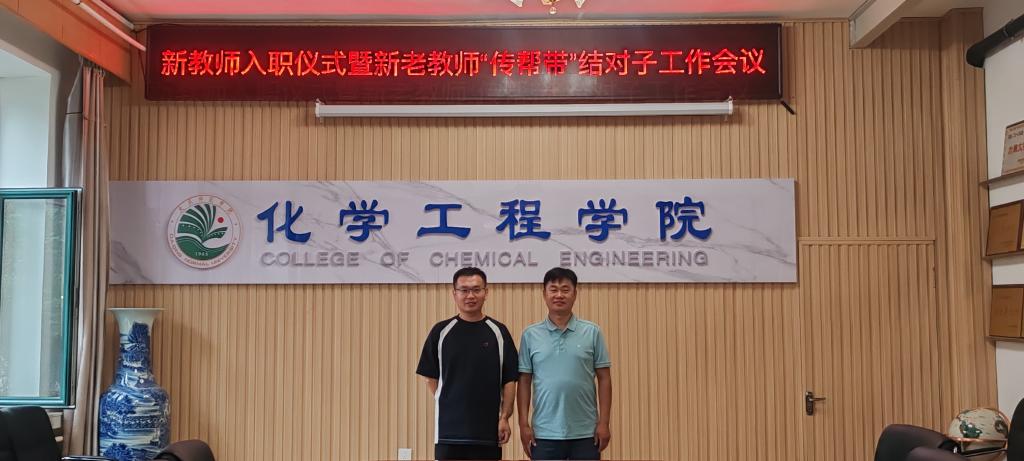 新教师入职仪式暨新老教师“传帮带”结对子工作会议
化学工程学院
COLLEGE OF CHEMICAL ENGINEERING
1945